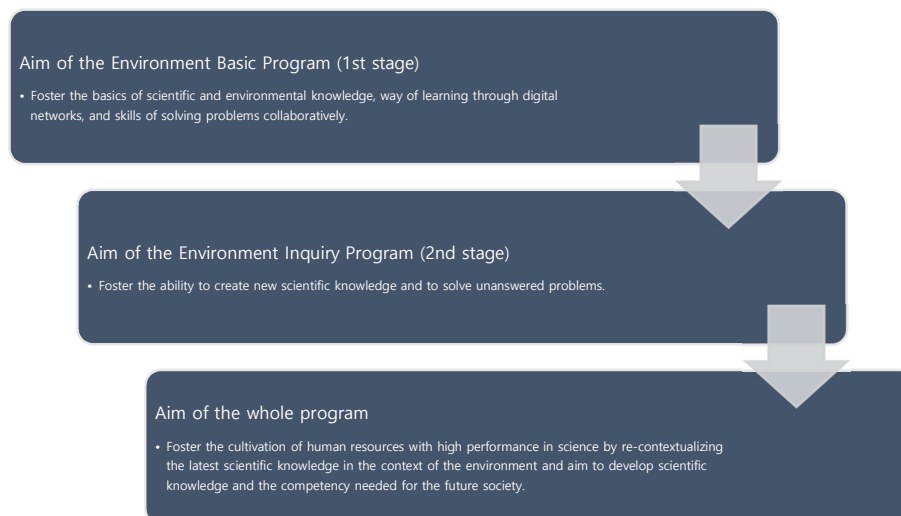 Aim of the Environment Basic Program (1st stage)
• Foster the basics of scientific and environmental knowledge, way of learning through digital
networks, and skills of solving problems collaboratively.
Aim of the Environment Inquiry Program (2nd stage)
• Foster the ability to create new scientific knowledge and to solve unanswered problems.
Aim of the whole program
• Foster the cultivation of human resources with high performance in science by re-contextualizing
the latest scientific knowledge in the context of the environment and aim to develop scientific
knowledge and the competency needed for the future society.